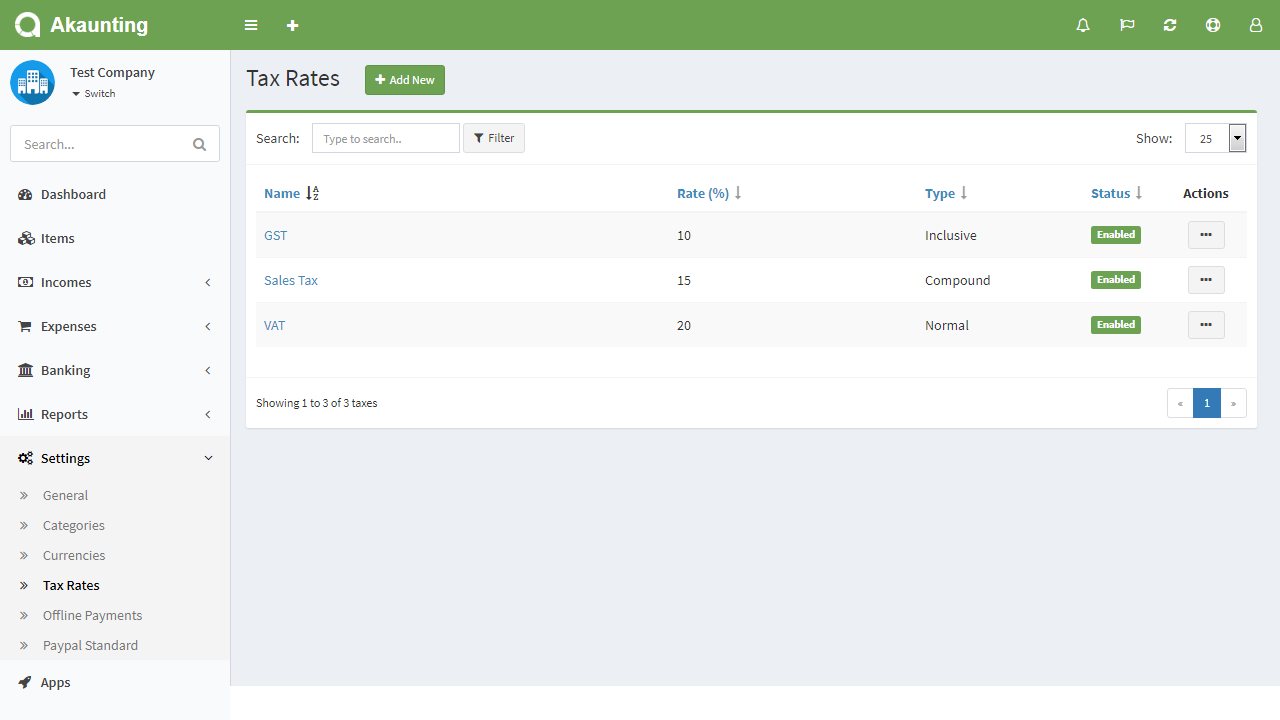 Akaunting
Test Company
Switch
Search...
Dashboard
Items
Incomes
Expenses
Banking
Reports
Settings
General
Categories
Currencies
Tax Rates
Offline Payments
Paypal Standard
Apps
Tax Rates
Add New
Search: Type to search.. Filter Show: 25
Name Rate (%) Type Status Actions
GST 10 Inclusive Enabled
Sales Tax 15 Compound Enabled
VAT 20 Normal Enabled
Showing 1 to 3 of 3 taxes « 1 »